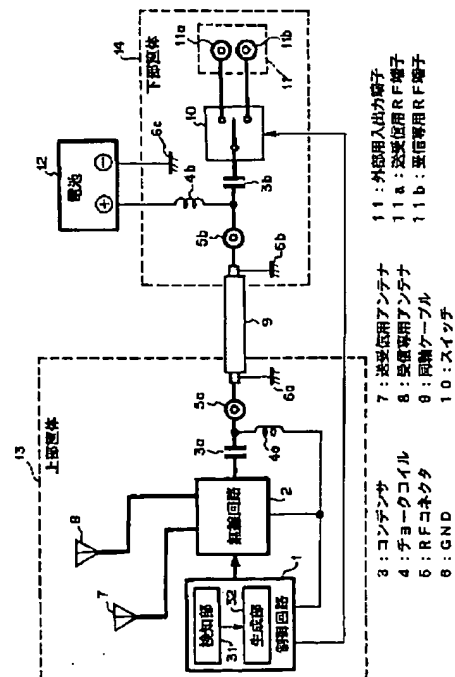 13
上部筐体
8
7
無線回路
2
1
検知部
31
32
生成部
制御回路
3a
4a
5a
6a
9
12
電池
+
−
6c
14
下部筐体
4b
5b
6b
3b
10
11
11a
11b
3：コンデンサ
4：チョークコイル
5：RFコネクタ
6：GND
7：送受信用アンテナ
8：受信専用アンテナ
9：同軸ケーブル
10：スイッチ
11：外部用入出力端子
11a：送受信用RF端子
11b：受信専用RF端子